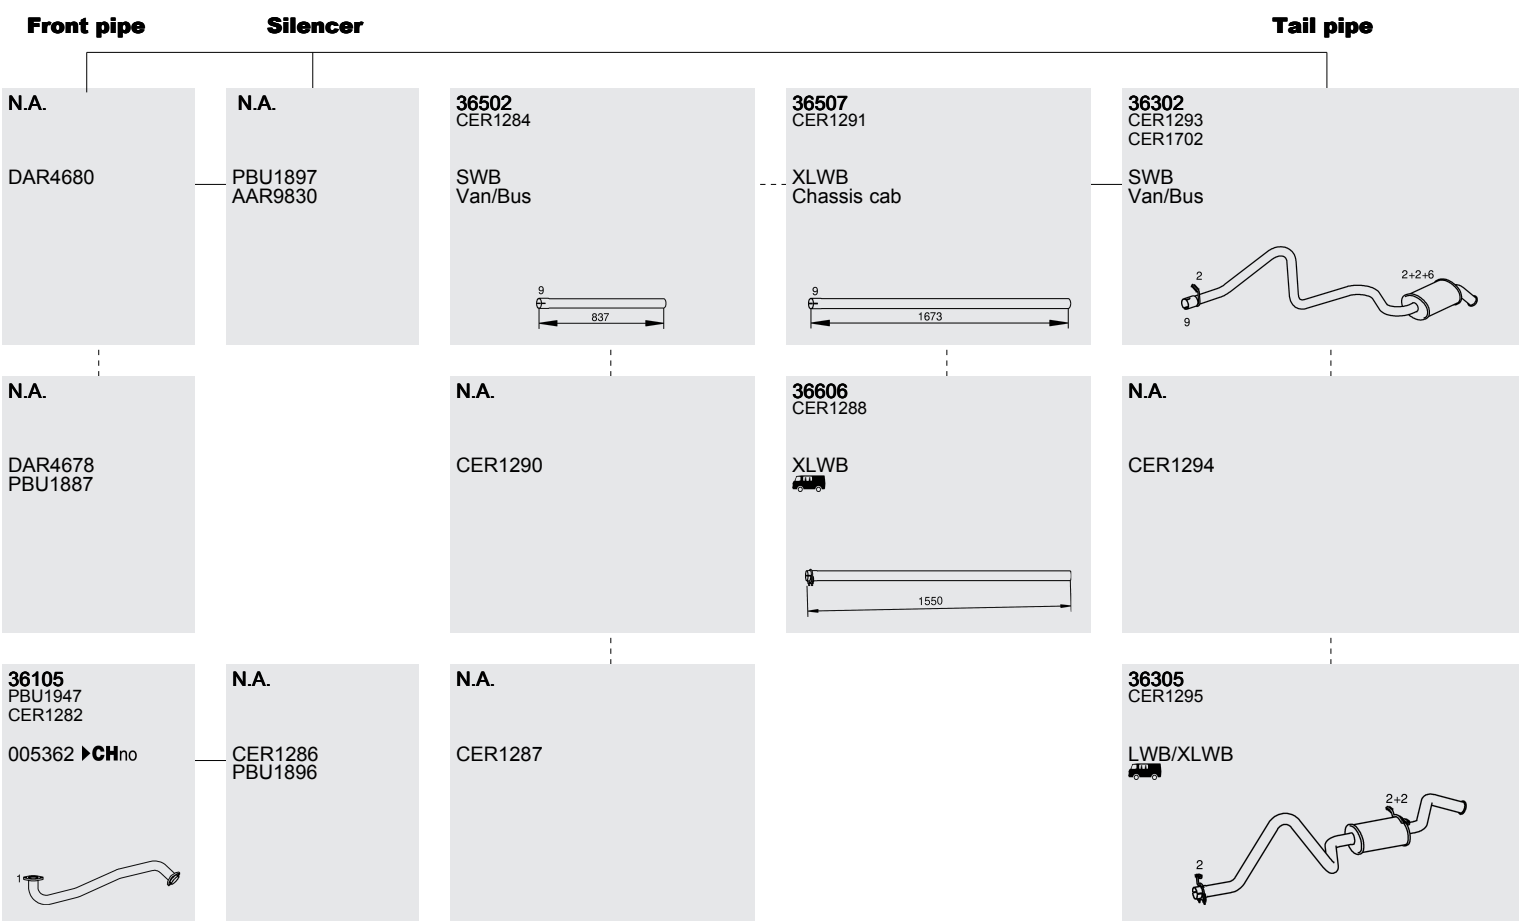 Front pipe
Silencer
Tail pipe
N.A.
DAR4680
N.A.
PBU1897
AAR9830
36502
CER1284
SWB
Van/Bus
9
837
36507
CER1291
XLWB
Chassis cab
9
1673
36302
CER1293
CER1702
SWB
Van/Bus
2
2+2+6
9
N.A.
DAR4678
PBU1887
N.A.
CER1290
36606
CER1288
XLWB
1550
N.A.
CER1294
36105
PBU1947
CER1282
005362 CHno
1
N.A.
CER1286
PBU1896
N.A.
CER1287
36305
CER1295
LWB/XLWB
2+2
2